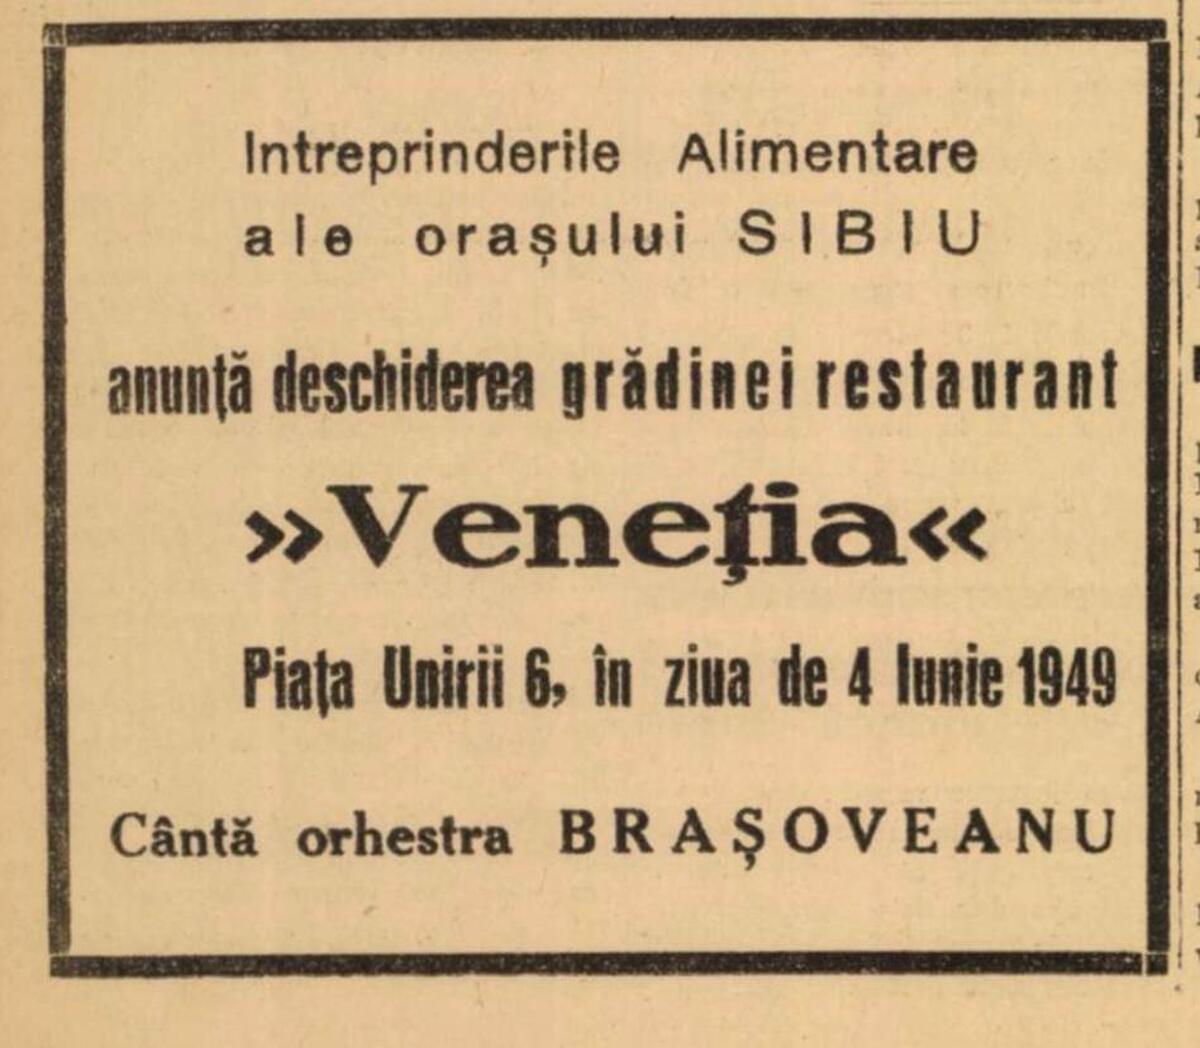 Intreprinderile Alimentare
ale orașului SIBIU
anunță deschiderea grădinei restaurant
»Veneția«
Piața Unirii 6, în ziua de 4 Iunie 1949
Cântă orhestra BRAȘOVEANU